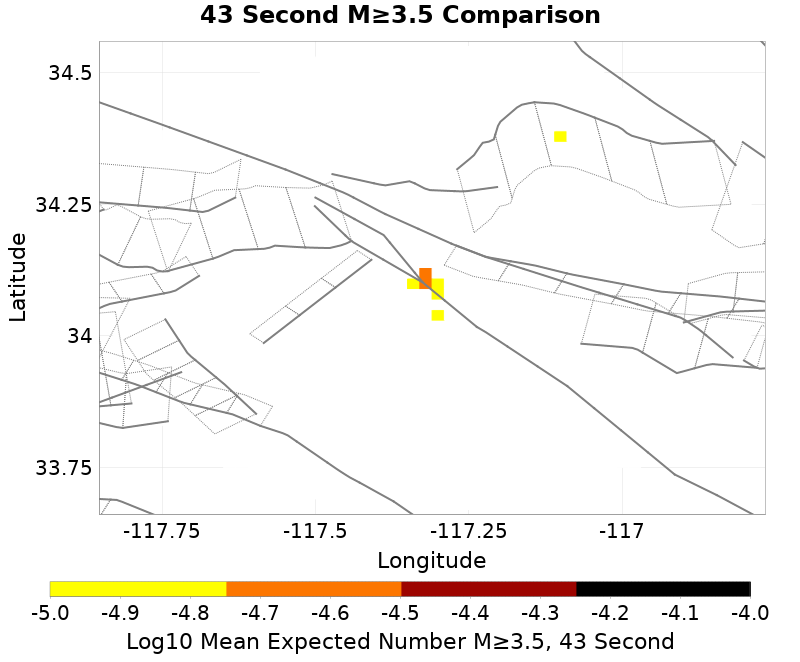 43 Second M≥3.5 Comparison
34.5
34.25
34
33.75
Latitude
-117.75 -117.5 -117.25 -117
Longitude
-5.0 -4.9 -4.8 -4.7 -4.6 -4.5 -4.4 -4.3 -4.2 -4.1 -4.0
Log10 Mean Expected Number M≥3.5, 43 Second